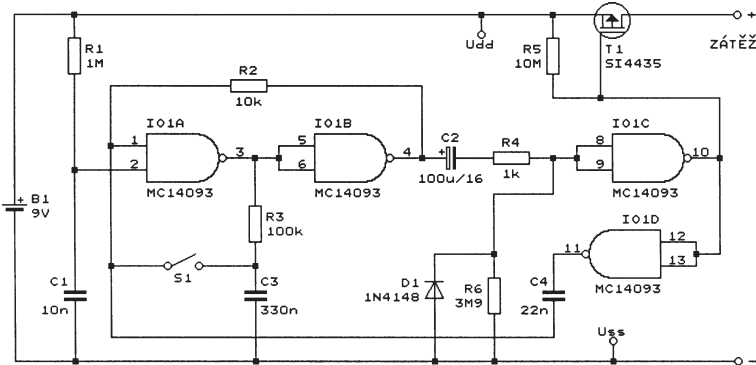 +
R1
1M
Udd
R5
10M
T1
SI4435
ZÁTĚŽ
R2
10k
IO1A
1
2
3
MC14093
IO1B
5
6
4
MC14093
C2
+
100u/16
R4
1k
IO1C
8
9
10
MC14093
+
B1
9V
R3
100k
S1
IO1D
11
12
13
MC14093
C1
10n
C3
330n
D1
1N4148
R6
3M9
C4
22n
Uss
-